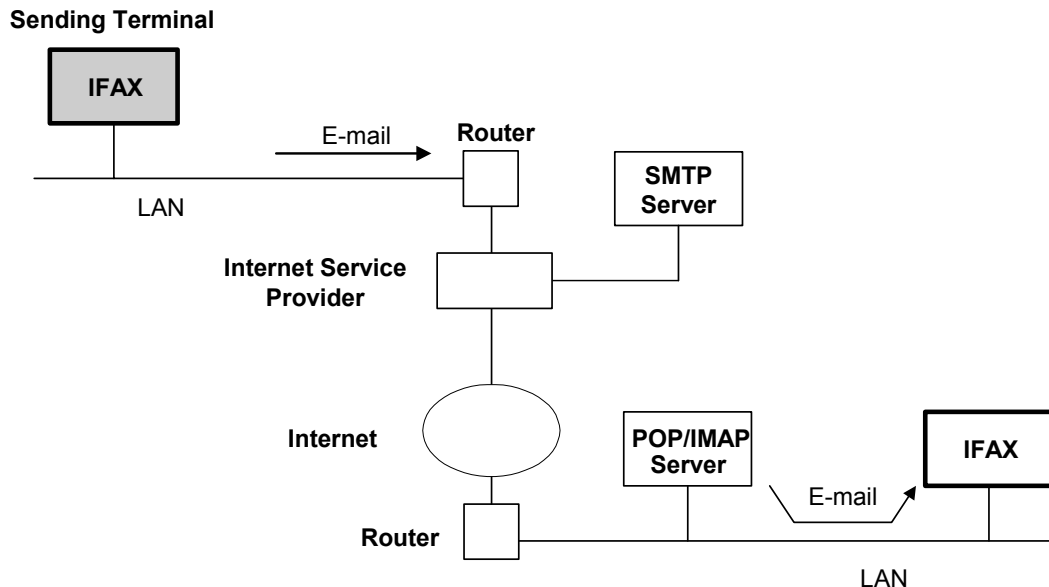 Sending Terminal
IFAX
E-mail
Router
LAN
SMTP
Server
Internet Service
Provider
Internet
POP/IMAP
Server
E-mail
IFAX
Router
LAN